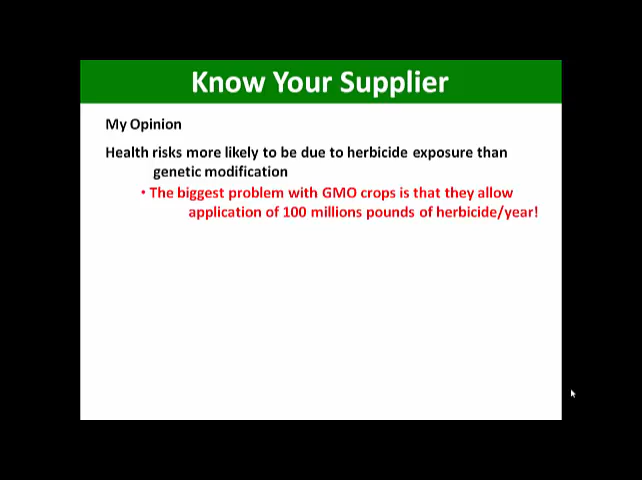 Know Your Supplier
My Opinion
Health risks more likely to be due to herbicide exposure than
genetic modification
• The biggest problem with GMO crops is that they allow
application of 100 millions pounds of herbicide/year!